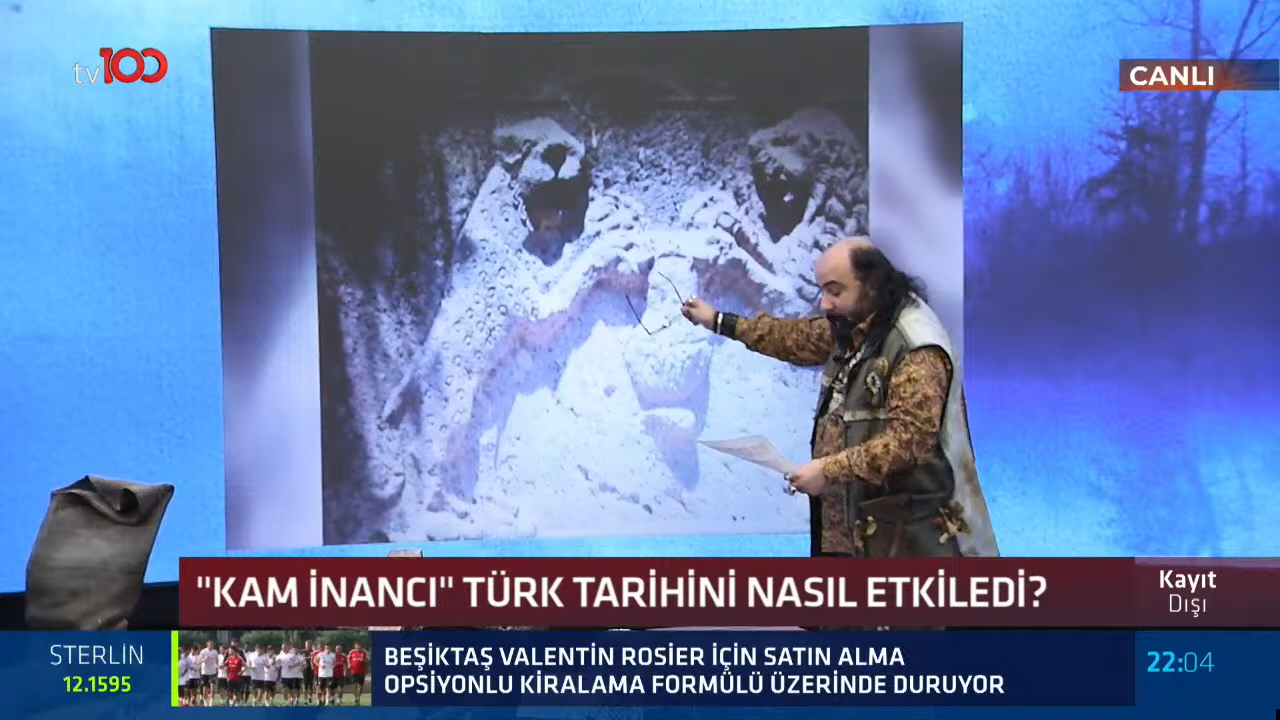 tv100
CANLI
"KAM İNANCI" TÜRK TARİHİNİ NASIL ETKİLEDİ?
Kayıt
Dışı
STERLİN
12.1595
BEŞİKTAŞ VALENTIN ROSIER İÇİN SATIN ALMA
OPSİYONLU KİRALAMA FORMÜLÜ ÜZERİNDE DURUYOR
22:04